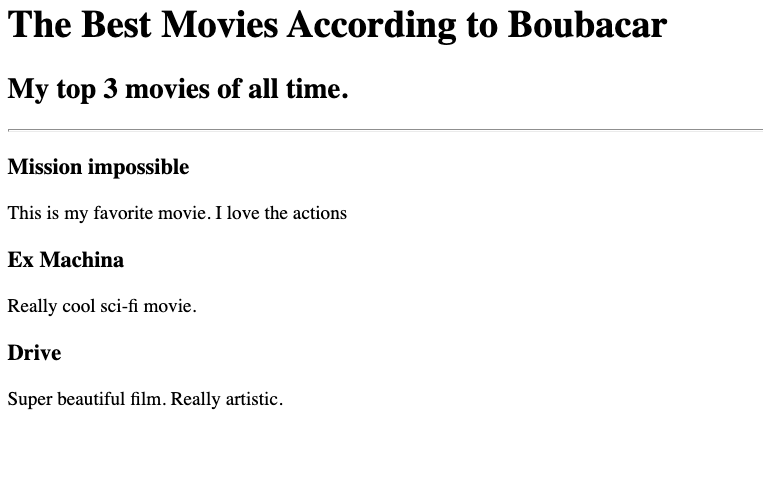 The Best Movies According to Boubacar
My top 3 movies of all time.
Mission impossible
This is my favorite movie. I love the actions
Ex Machina
Really cool sci-fi movie.
Drive
Super beautiful film. Really artistic.